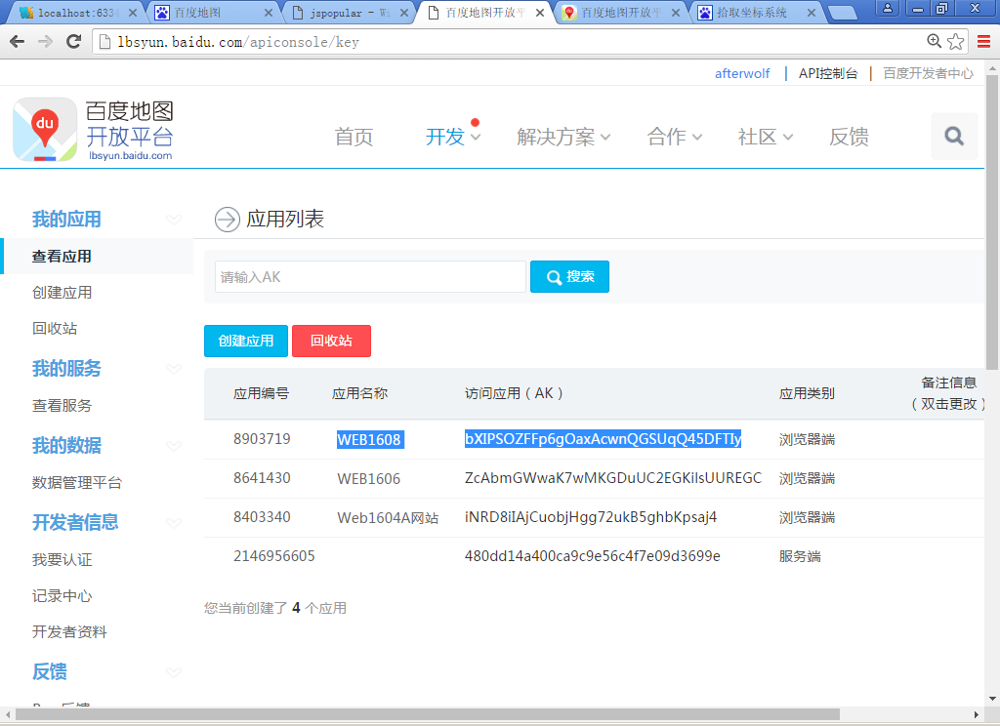 localhost:633
百度地图
jspopular - Wi
百度地图开放平
百度地图开放平
拾取坐标系统
lbsyun.baidu.com/apiconsole/key
afterwolf | API控制台 | 百度开发者中心
du
百度地图
开放平台
lbsyun.baidu.com
首页 开发 解决方案 合作 社区 反馈
我的应用
查看应用
创建应用
回收站
我的服务
查看服务
我的数据
数据管理平台
开发者信息
我要认证
记录中心
开发者资料
反馈
应用列表
请输入AK 搜索
创建应用 回收站
应用编号 应用名称 访问应用（AK） 应用类别 备注信息
（双击更改）
8903719 WEB1608 bXIPSOZFFp6gOaxAcwnQGSUqQ45DFTIy 浏览器端
8641430 WEB1606 ZcAbmGWwaK7wMKGDuUC2EGKilsUUREGC 浏览器端
8403340 Web1604A网站 iNRD8iIAjCuobjHgg72ukB5ghbKpsaj4 浏览器端
2146956605 480dd14a400ca9c9e56c4f7e09d3699e 服务端
您当前创建了 4 个应用